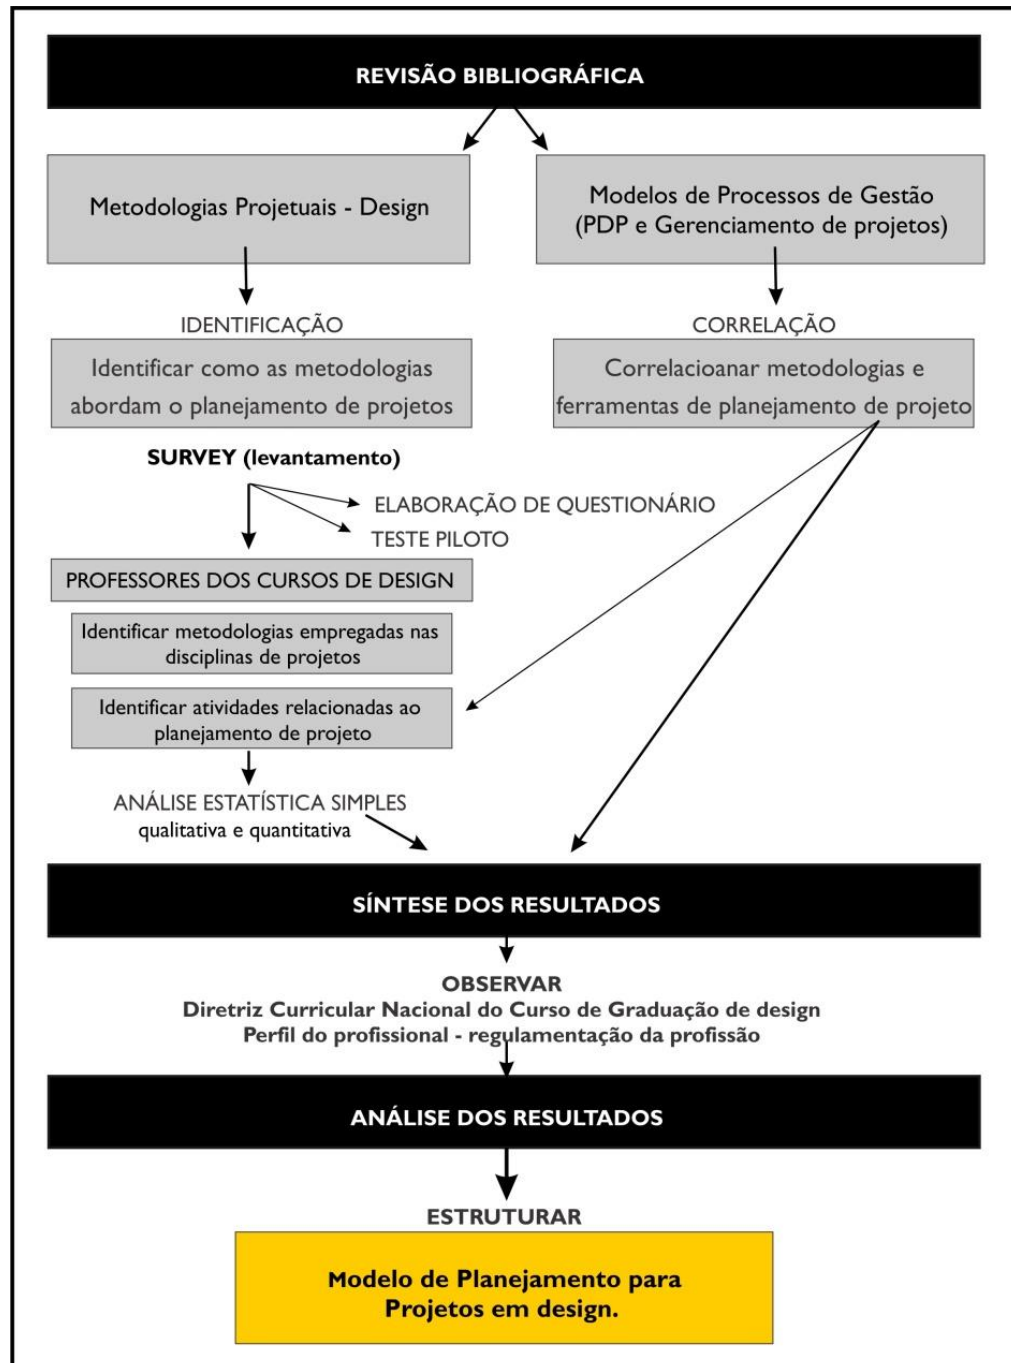 REVISÃO BIBLIOGRÁFICA
Metodologias Projetuais - Design
Modelos de Processos de Gestão
(PDP e Gerenciamento de projetos)
IDENTIFICAÇÃO
Identificar como as metodologias
abordam o planejamento de projetos
CORRELAÇÃO
Correlacioanar metodologias e
ferramentas de planejamento de projeto
SURVEY (levantamento)
ELABORAÇÃO DE QUESTIONÁRIO
TESTE PILOTO
PROFESSORES DOS CURSOS DE DESIGN
Identificar metodologias empregadas nas
disciplinas de projetos
Identificar atividades relacionadas ao
planejamento de projeto
ANÁLISE ESTATÍSTICA SIMPLES
qualitativa e quantitativa
SÍNTESE DOS RESULTADOS
OBSERVAR
Diretriz Curricular Nacional do Curso de Graduação de design
Perfil do profissional - regulamentação da profissão
ANÁLISE DOS RESULTADOS
ESTRUTURAR
Modelo de Planejamento para
Projetos em design.